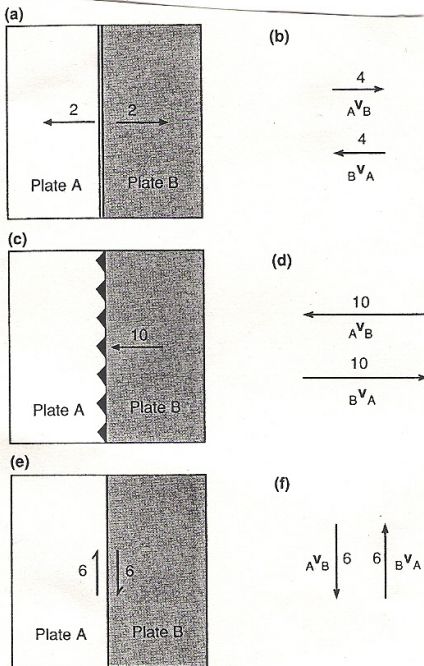 (a)
2
2
Plate A
Plate B
(b)
4
AVB
4
BVA
(c)
10
Plate A
Plate B
(d)
10
AVB
10
BVA
(e)
6
6
Plate A
Plate B
(f)
AVB 6
6 BVA